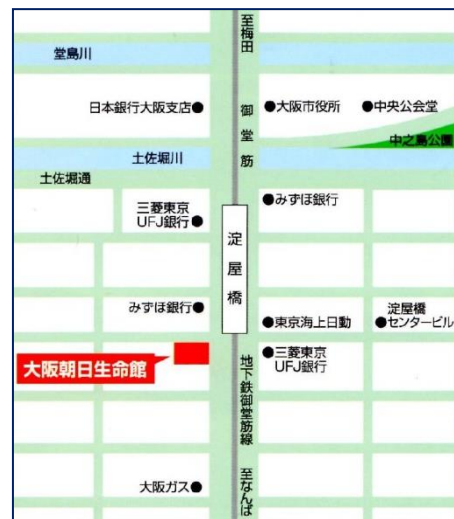 至梅田
堂島川
日本銀行大阪支店●
御堂筋
●大阪市役所
●中央公会堂
中之島公園
土佐堀川
土佐堀通
三菱東京
UFJ銀行●
●みずほ銀行
淀屋橋
みずほ銀行●
●東京海上日動
淀屋橋
●センタービル
大阪朝日生命館
●三菱東京
UFJ銀行
地下鉄御堂筋線
大阪ガス●
至なんば